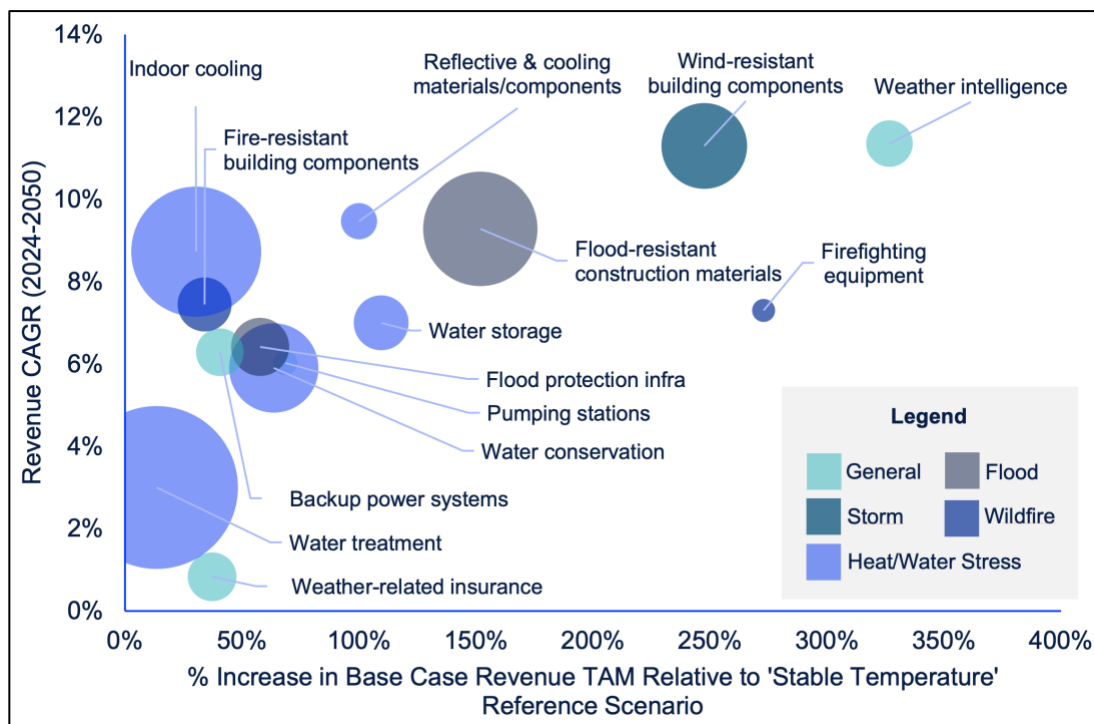 14%
12%
10%
8%
6%
4%
2%
0%
Revenue CAGR (2024-2050)
Indoor cooling
Fire-resistant
building components
Reflective & cooling
materials/components
Wind-resistant
building components
Weather intelligence
Flood-resistant
construction materials
Firefighting
equipment
Water storage
Flood protection infra
Pumping stations
Water conservation
Backup power systems
Water treatment
Weather-related insurance
Legend
General
Flood
Storm
Wildfire
Heat/Water Stress
0%
50%
100%
150%
200%
250%
300%
350%
400%
% Increase in Base Case Revenue TAM Relative to 'Stable Temperature'
Reference Scenario